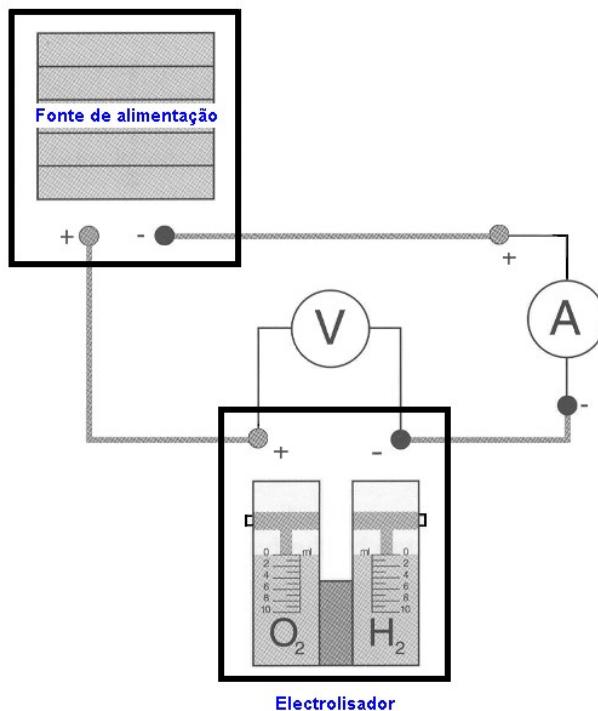 Fonte de alimentação
+ -
+
V
A
-
+ -
0 ml ml 0
2 2
4 4
6 6
8 8
10 10
O₂ H₂
Electrolisador